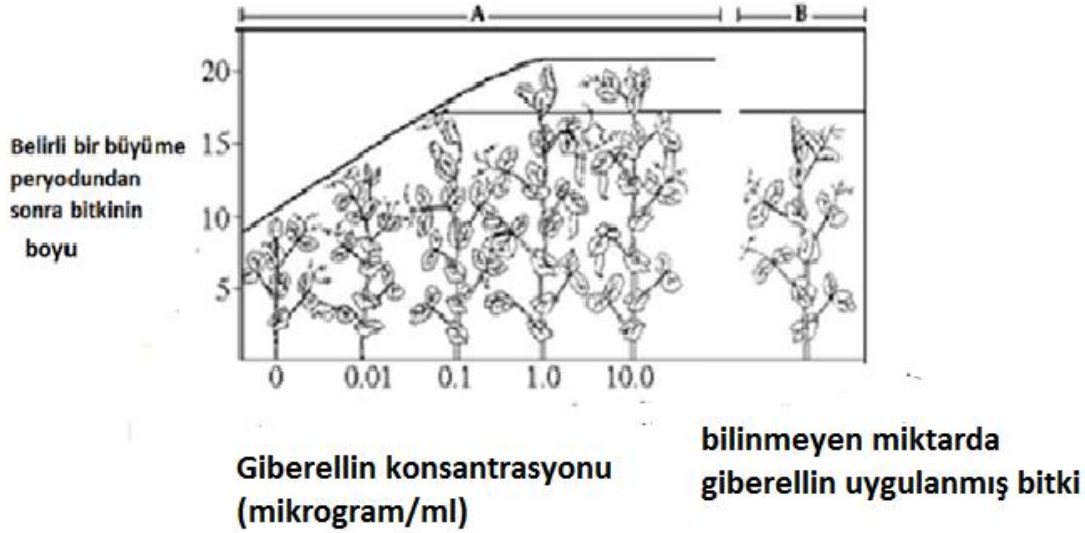 A
B
20
15
10
5
Belirli bir büyüme
peryodundan
sonra bitkinin
boyu
0 0.01 0.1 1.0 10.0
Giberellin konsantrasyonu
(mikrogram/ml)
bilinmeyen miktarda
giberellin uygulanmış bitki